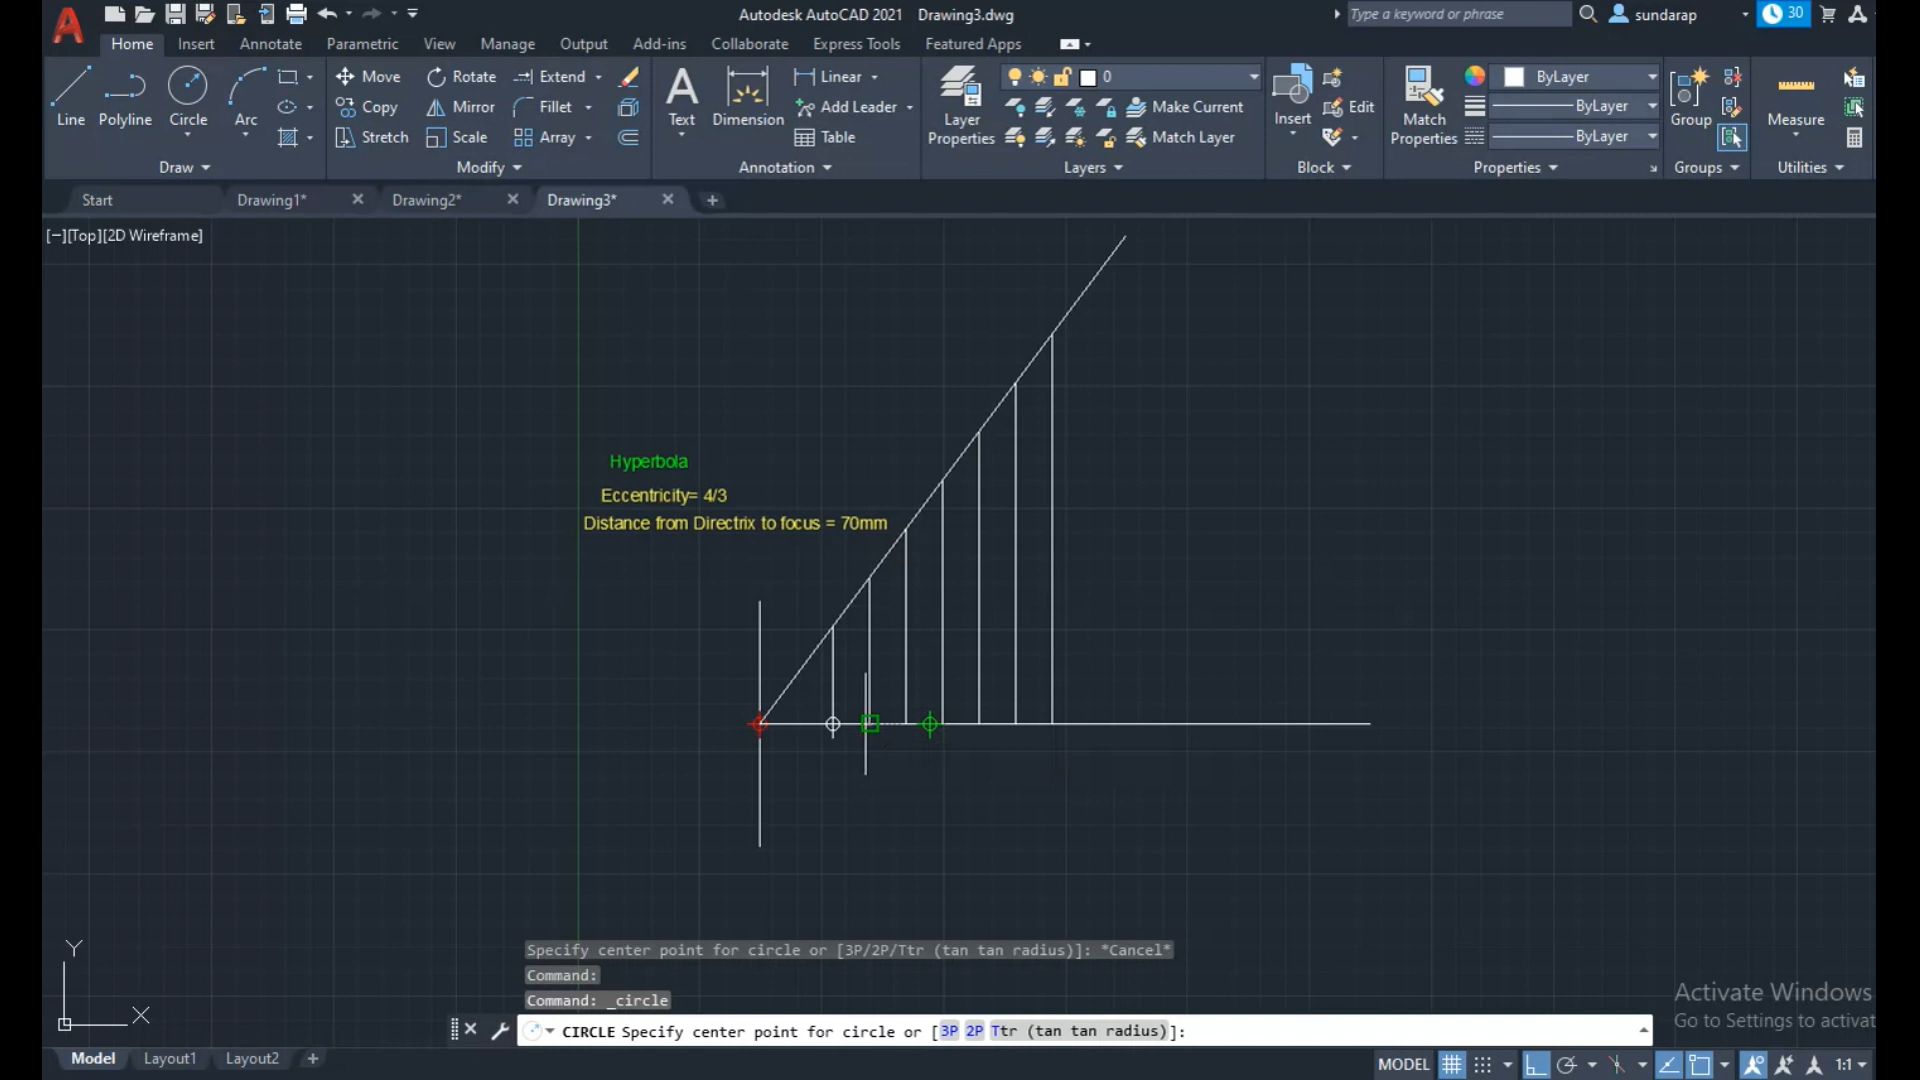 Autodesk AutoCAD 2021 Drawing3.dwg
Type a keyword or phrase
sundarap
30
Home Insert Annotate Parametric View Manage Output Add-ins Collaborate Express Tools Featured Apps
Line Polyline Circle Arc
Move Rotate Extend
Copy Mirror Fillet
Stretch Scale Array
Text Dimension
Linear
Add Leader
Table
Layer Properties
0
Make Current
Match Layer
Insert
Edit
Match Properties
ByLayer
ByLayer
ByLayer
Group
Measure
Draw Modify Annotation Layers Block Properties Groups Utilities
Start Drawing1* Drawing2* Drawing3*
[−][Top][2D Wireframe]
Hyperbola
Eccentricity= 4/3
Distance from Directrix to focus = 70mm
Y
X
Specify center point for circle or [3P/2P/Ttr (tan tan radius)]: *Cancel*
Command:
Command: _circle
CIRCLE Specify center point for circle or [3P 2P Ttr (tan tan radius)]:
Activate Windows
Go to Settings to activat
Model Layout1 Layout2
MODEL
1:1